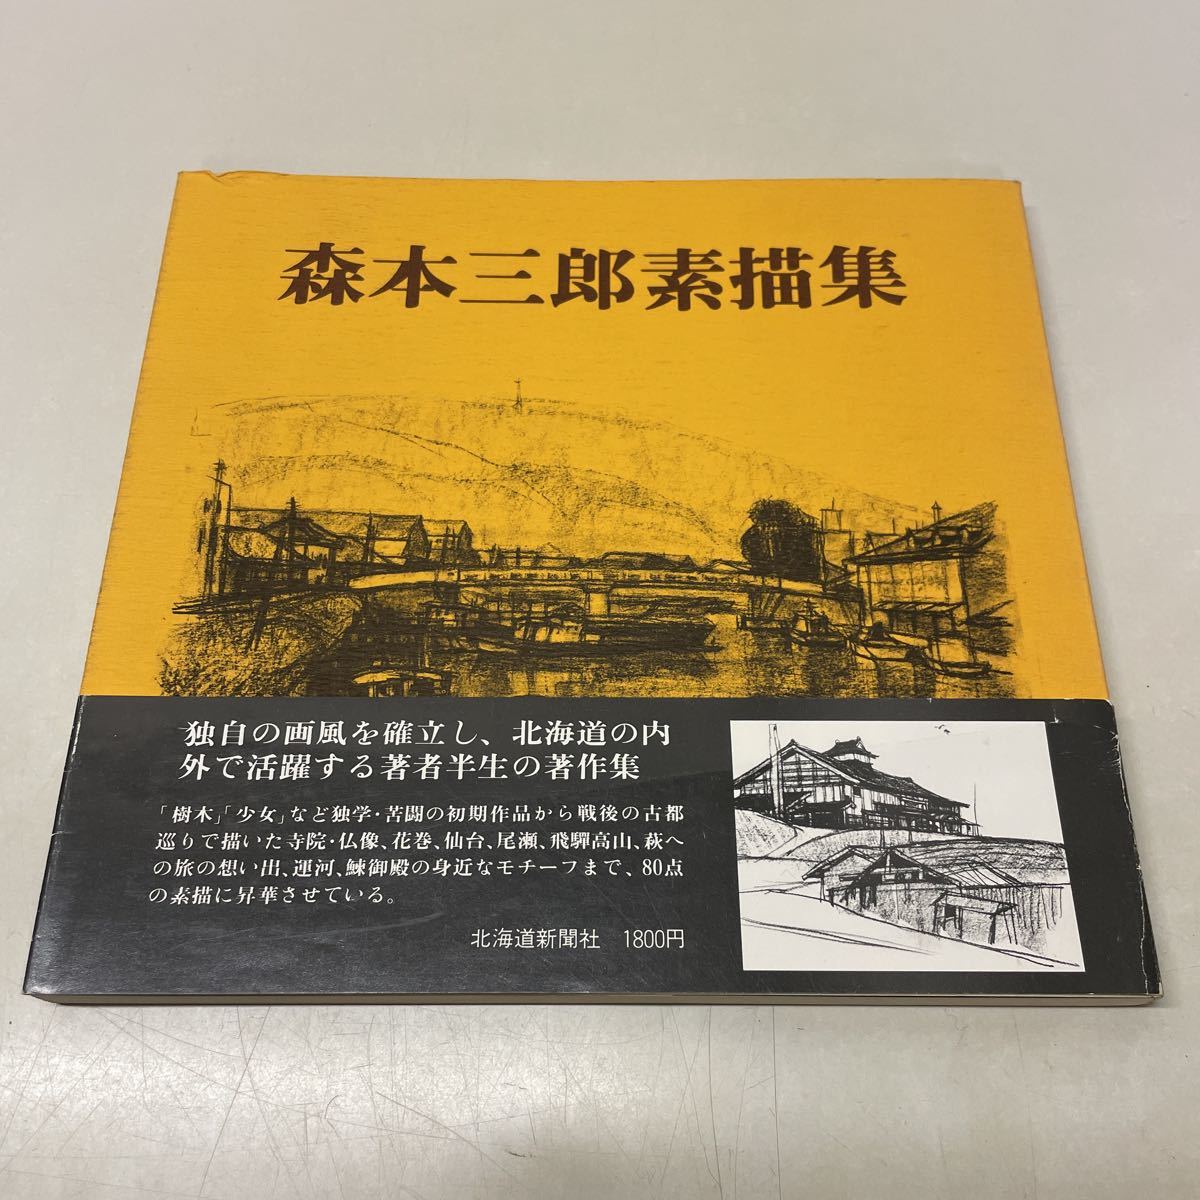 森本三郎素描集
独自の画風を確立し、北海道の内
外で活躍する著者半生の著作集
「樹木」「少女」など独学・苦闘の初期作品から戦後の古都
巡りで描いた寺院・仏像、花巻、仙台、尾瀬、飛驒高山、萩へ
の旅の想い出、運河、鰊御殿の身近なモチーフまで、80点
の素描に昇華させている。
北海道新聞社 1800円